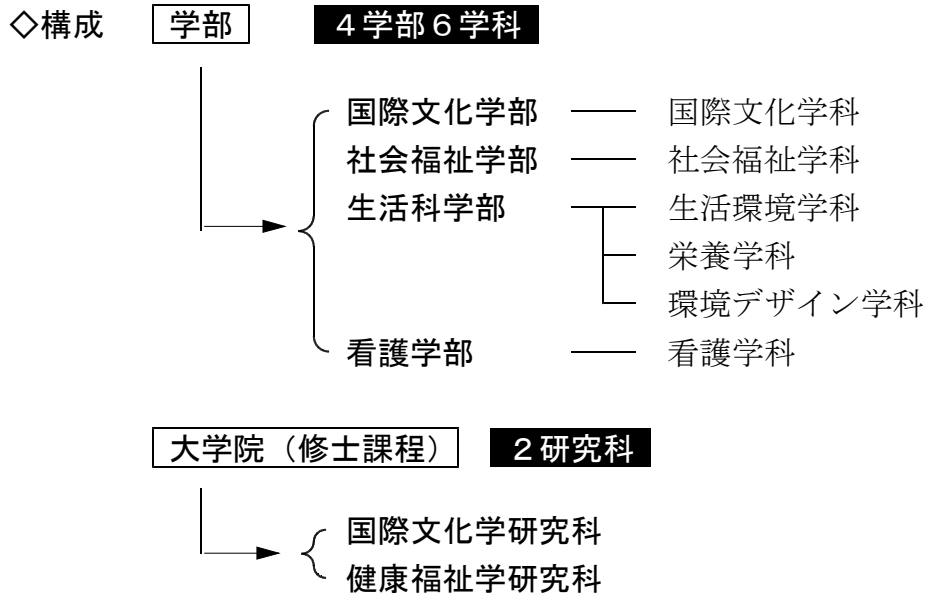 ◇構成 学部 4学部6学科
国際文化学部 国際文化学科
社会福祉学部 社会福祉学科
生活科学部 生活環境学科
栄養学科
環境デザイン学科
看護学部 看護学科
大学院（修士課程） 2研究科
国際文化学研究科
健康福祉学研究科